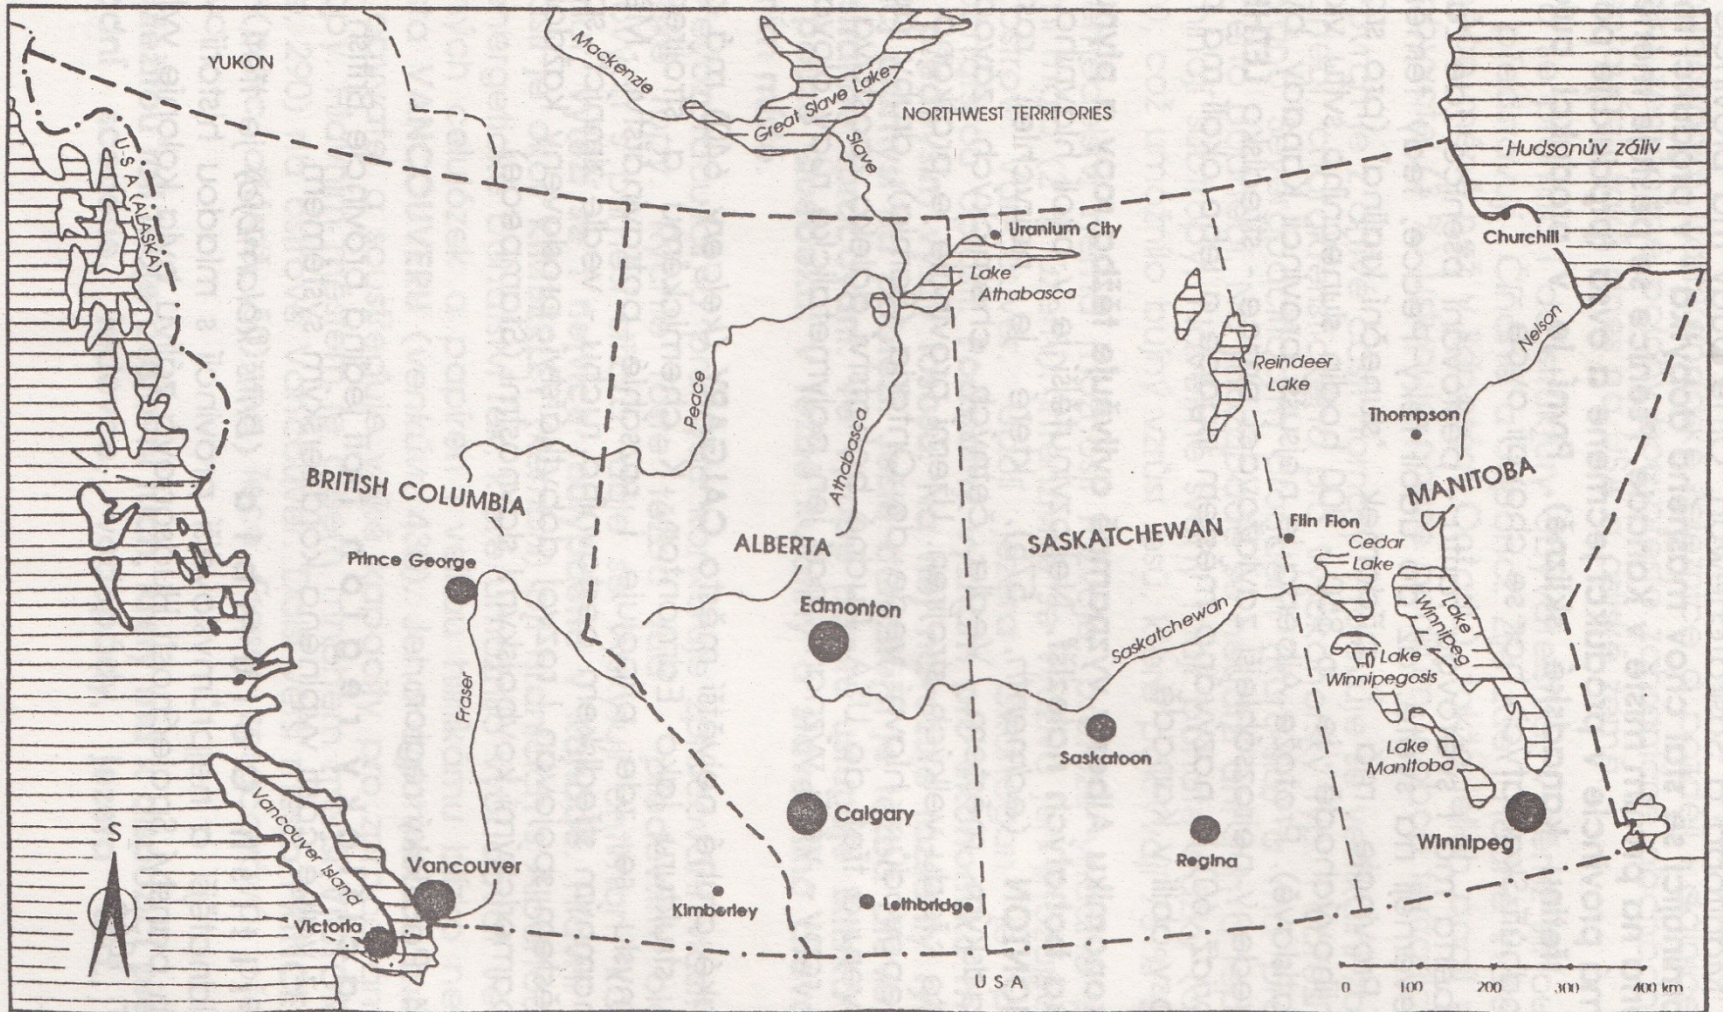 YUKON
Mackenzie
Great Slave Lake
NORTHWEST TERRITORIES
Slave
Hudsonův záliv
U·S·A (ALASKA)
Uranium City
Churchill
Lake
Athabasca
Nelson
Reindeer
Lake
Peace
Athabasca
Thompson
BRITISH COLUMBIA
MANITOBA
ALBERTA
SASKATCHEWAN
Flin Flon
Cedar
Lake
Prince George
Edmonton
Lake
Winnipeg
Saskatchewan
Lake
Winnipegosis
Fraser
Saskatoon
Lake
Manitoba
Vancouver Island
Calgary
Winnipeg
S
Vancouver
Regina
Kimberley
Lethbridge
Victoria
USA
0 100 200 300 400 km